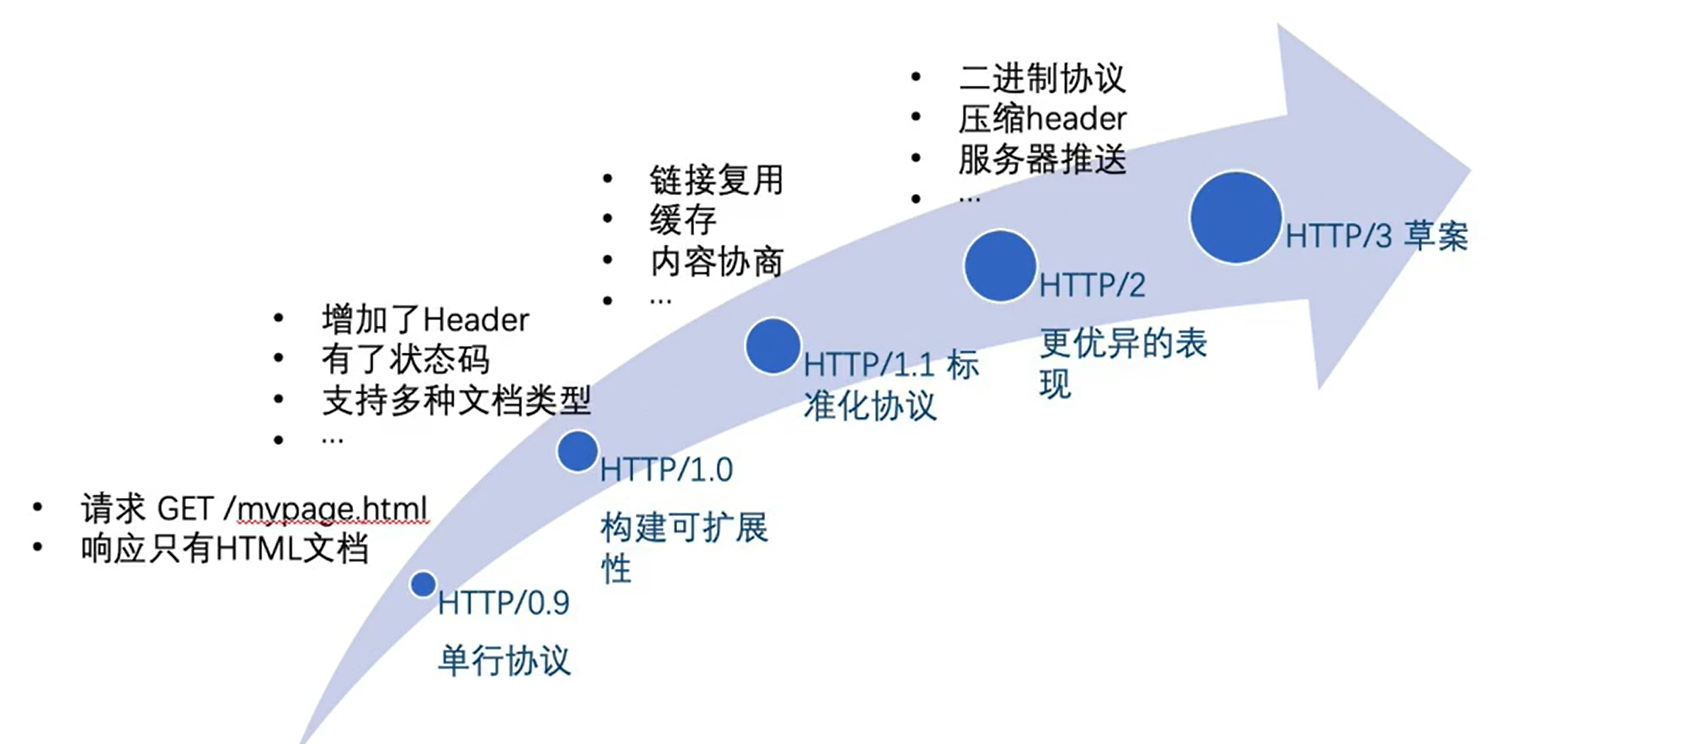 • 二进制协议
• 压缩header
• 服务器推送
• ...
• 链接复用
• 缓存
• 内容协商
• ...
HTTP/3 草案
HTTP/2
更优异的表
现
• 增加了Header
• 有了状态码
• 支持多种文档类型
• ...
HTTP/1.1 标
准化协议
HTTP/1.0
构建可扩展
性
• 请求 GET /mypage.html
• 响应只有HTML文档
HTTP/0.9
单行协议